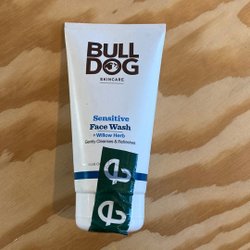 BULL
DOG
SKINCARE
Sensitive
Face Wash
+ Willow Herb
Gently Cleanses & Refreshes